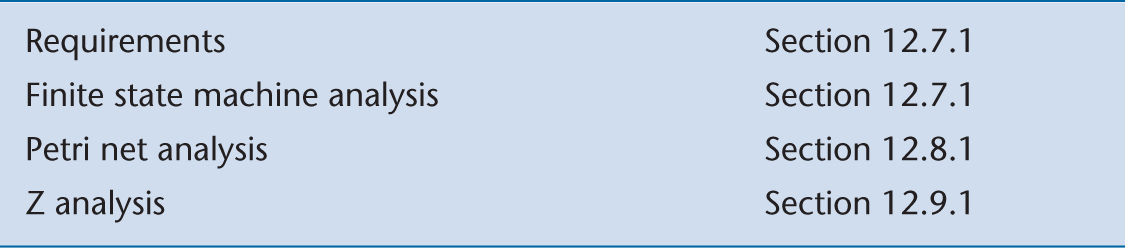 Requirements Section 12.7.1
Finite state machine analysis Section 12.7.1
Petri net analysis Section 12.8.1
Z analysis Section 12.9.1